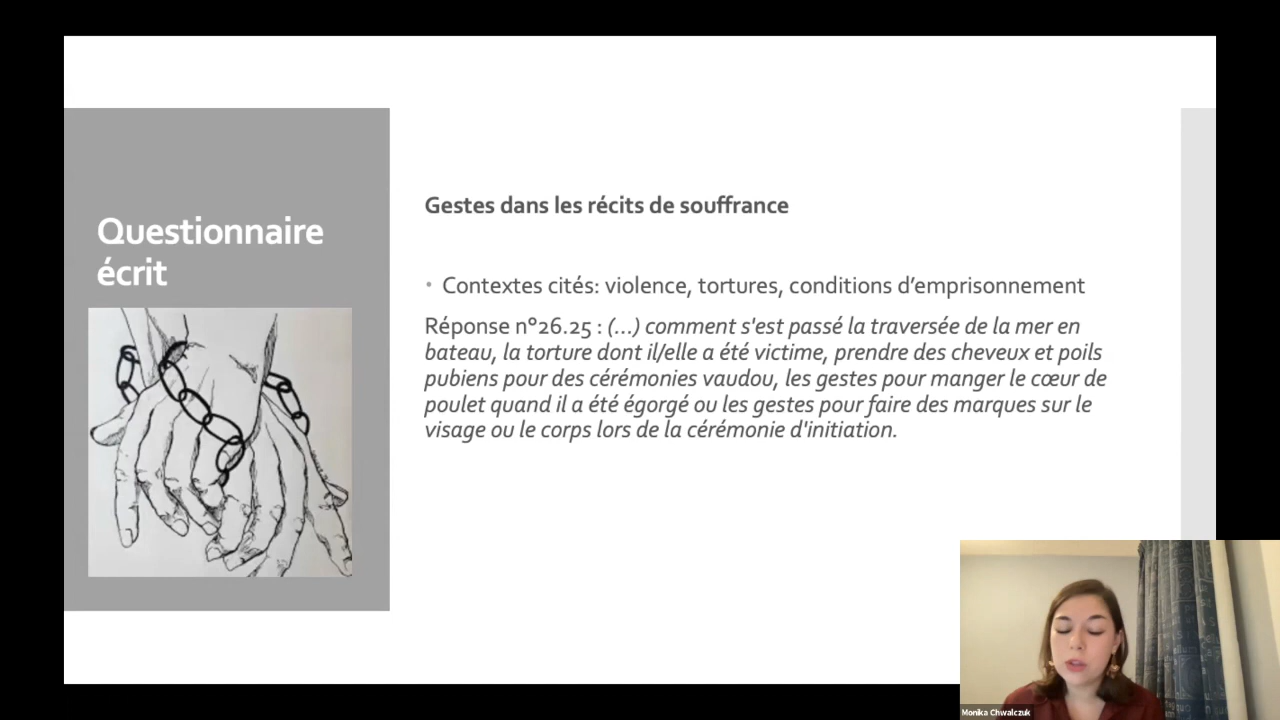 Questionnaire
écrit
Gestes dans les récits de souffrance
• Contextes cités: violence, tortures, conditions d’emprisonnement
Réponse n°26.25 : (…) comment s'est passé la traversée de la mer en
bateau, la torture dont il/elle a été victime, prendre des cheveux et poils
pubiens pour des cérémonies vaudou, les gestes pour manger le cœur de
poulet quand il a été égorgé ou les gestes pour faire des marques sur le
visage ou le corps lors de la cérémonie d'initiation.
Monika Chwalczuk